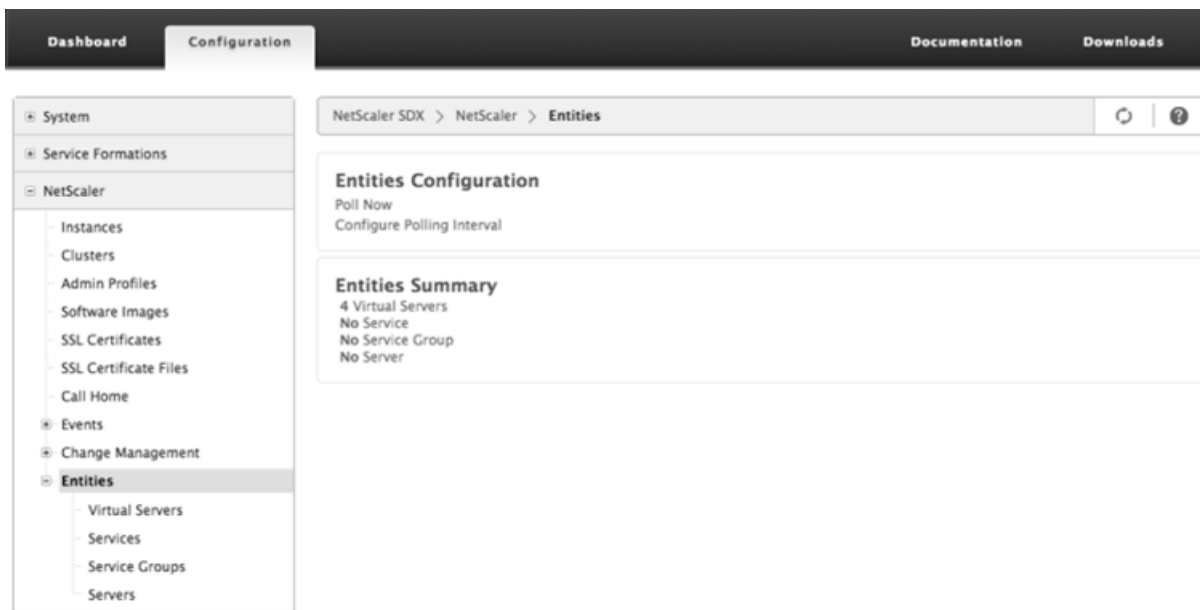 Dashboard
Configuration
Documentation
Downloads
System
Service Formations
NetScaler
Instances
Clusters
Admin Profiles
Software Images
SSL Certificates
SSL Certificate Files
Call Home
Events
Change Management
Entities
Virtual Servers
Services
Service Groups
Servers
NetScaler SDX > NetScaler > Entities
Entities Configuration
Poll Now
Configure Polling Interval
Entities Summary
4 Virtual Servers
No Service
No Service Group
No Server